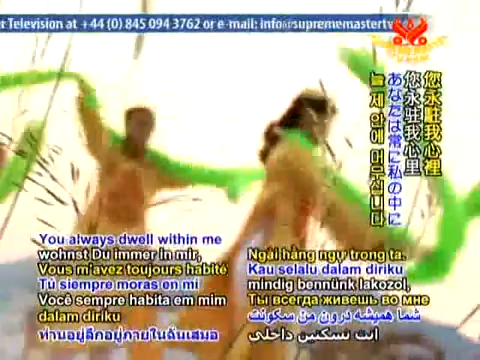 r Television at +44 (0) 845 094 3762 or e-mail: info@suprememastertv
您永駐我心裡
您永驻我心里
あなたは常に私の中に
늘 제 안에 머무십니다
You always dwell within me
wohnst Du immer in mir,
Vous m'avez toujours habité
Tú siempre moras en mi
Você sempre habita em mim
dalam diriku
ท่านอยู่ลึกอยู่ภายในฉันเสมอ
Ngài hằng ngự trong ta.
Kau selalu dalam diriku
mindig bennünk lakozol,
Ты всегда живешь во мне
شما همیشه درون من سکونت
انت تسكنين داخلي